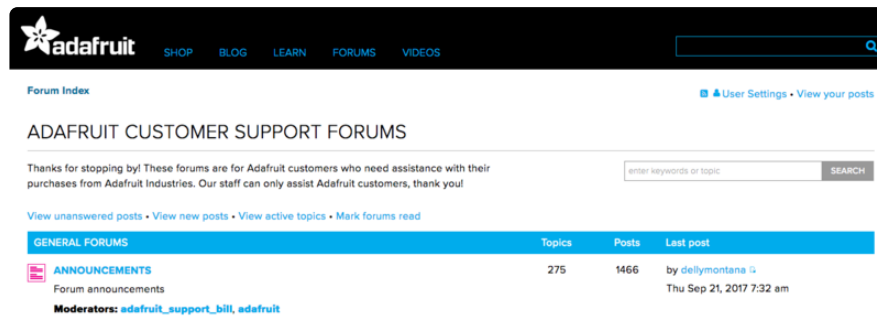 adafruit SHOP BLOG LEARN FORUMS VIDEOS
Forum Index
User Settings • View your posts
ADAFRUIT CUSTOMER SUPPORT FORUMS
Thanks for stopping by! These forums are for Adafruit customers who need assistance with their
purchases from Adafruit Industries. Our staff can only assist Adafruit customers, thank you!
enter keywords or topic SEARCH
View unanswered posts • View new posts • View active topics • Mark forums read
GENERAL FORUMS Topics Posts Last post
ANNOUNCEMENTS 275 1466 by dellymontana
Forum announcements Thu Sep 21, 2017 7:32 am
Moderators: adafruit_support_bill, adafruit